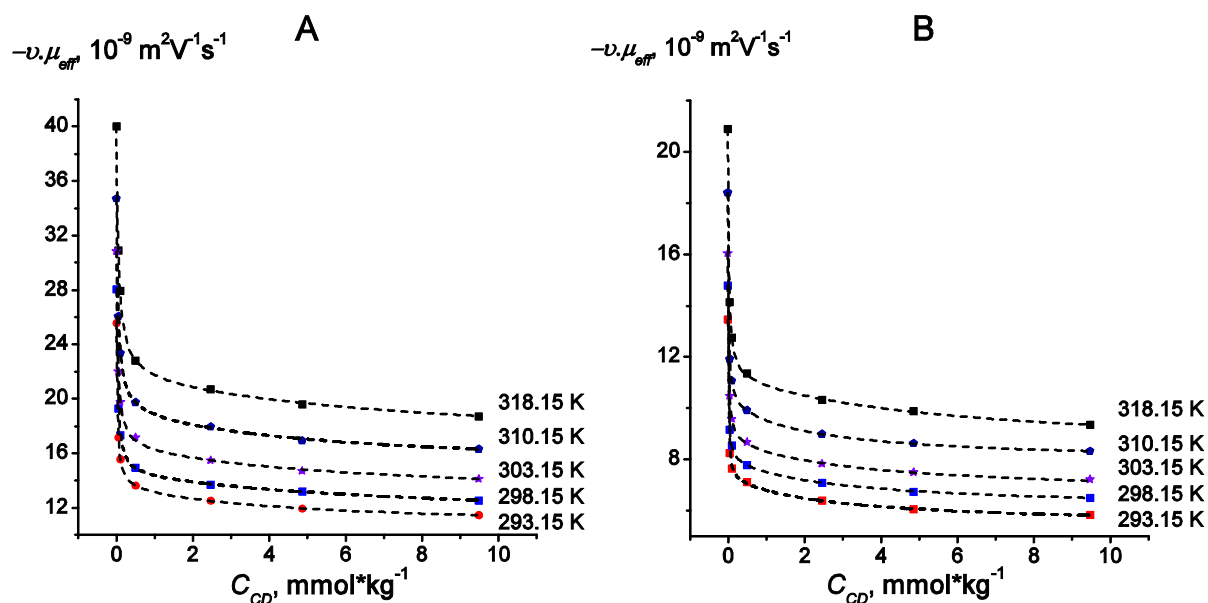 A
−υ.μeff, 10⁻⁹ m²V⁻¹s⁻¹
40
36
32
28
24
20
16
12
318.15 K
310.15 K
303.15 K
298.15 K
293.15 K
0 2 4 6 8 10
C_CD, mmol*kg⁻¹
B
−υ.μeff, 10⁻⁹ m²V⁻¹s⁻¹
20
16
12
8
318.15 K
310.15 K
303.15 K
298.15 K
293.15 K
0 2 4 6 8 10
C_CD, mmol*kg⁻¹